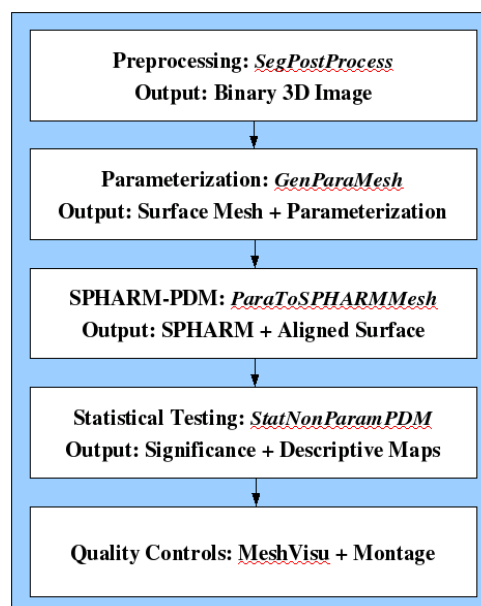 Preprocessing: SegPostProcess
Output: Binary 3D Image
Parameterization: GenParaMesh
Output: Surface Mesh + Parameterization
SPHARM-PDM: ParaToSPHARMMesh
Output: SPHARM + Aligned Surface
Statistical Testing: StatNonParamPDM
Output: Significance + Descriptive Maps
Quality Controls: MeshVisu + Montage